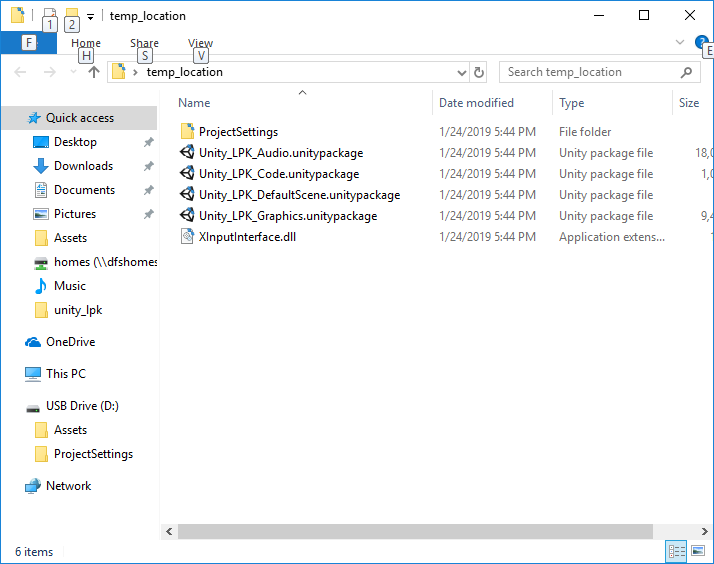 1 2 temp_location
F Home Share View ?
H S V E
temp_location Search temp_location
Name Date modified Type Size
Quick access
Desktop
Downloads
Documents
Pictures
Assets
homes (\\dfshomes
Music
unity_lpk
OneDrive
This PC
USB Drive (D:)
Assets
ProjectSettings
Network
ProjectSettings 1/24/2019 5:44 PM File folder
Unity_LPK_Audio.unitypackage 1/24/2019 5:44 PM Unity package file 18,0
Unity_LPK_Code.unitypackage 1/24/2019 5:44 PM Unity package file 1,0
Unity_LPK_DefaultScene.unitypackage 1/24/2019 5:44 PM Unity package file
Unity_LPK_Graphics.unitypackage 1/24/2019 5:44 PM Unity package file 9,4
XInputInterface.dll 1/24/2019 5:44 PM Application extens...
6 items